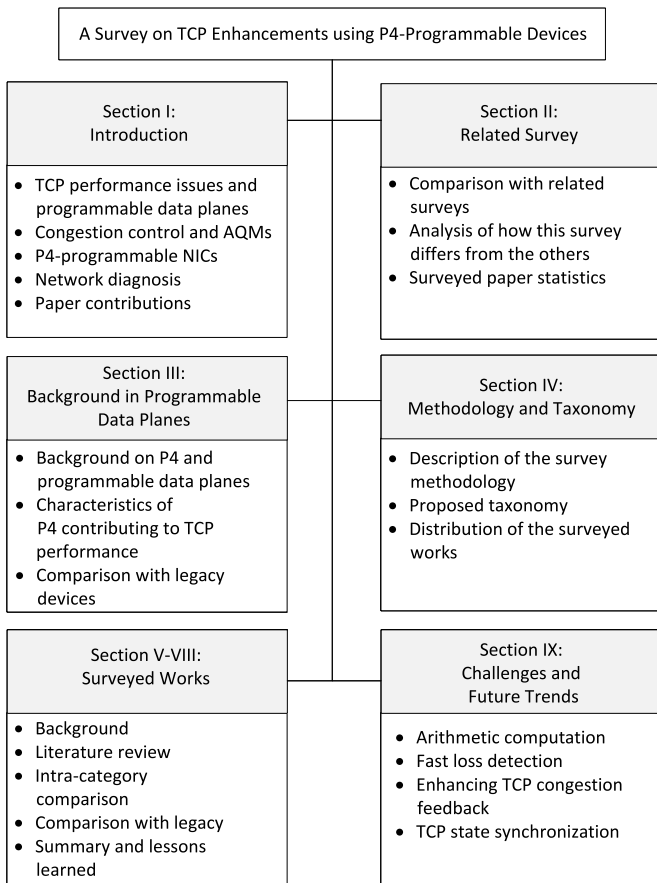 A Survey on TCP Enhancements using P4-Programmable Devices
Section I:
Introduction
• TCP performance issues and
programmable data planes
• Congestion control and AQMs
• P4-programmable NICs
• Network diagnosis
• Paper contributions
Section II:
Related Survey
• Comparison with related
surveys
• Analysis of how this survey
differs from the others
• Surveyed paper statistics
Section III:
Background in Programmable
Data Planes
• Background on P4 and
programmable data planes
• Characteristics of
P4 contributing to TCP
performance
• Comparison with legacy
devices
Section IV:
Methodology and Taxonomy
• Description of the survey
methodology
• Proposed taxonomy
• Distribution of the surveyed
works
Section V-VIII:
Surveyed Works
• Background
• Literature review
• Intra-category
comparison
• Comparison with legacy
• Summary and lessons
learned
Section IX:
Challenges and
Future Trends
• Arithmetic computation
• Fast loss detection
• Enhancing TCP congestion
feedback
• TCP state synchronization